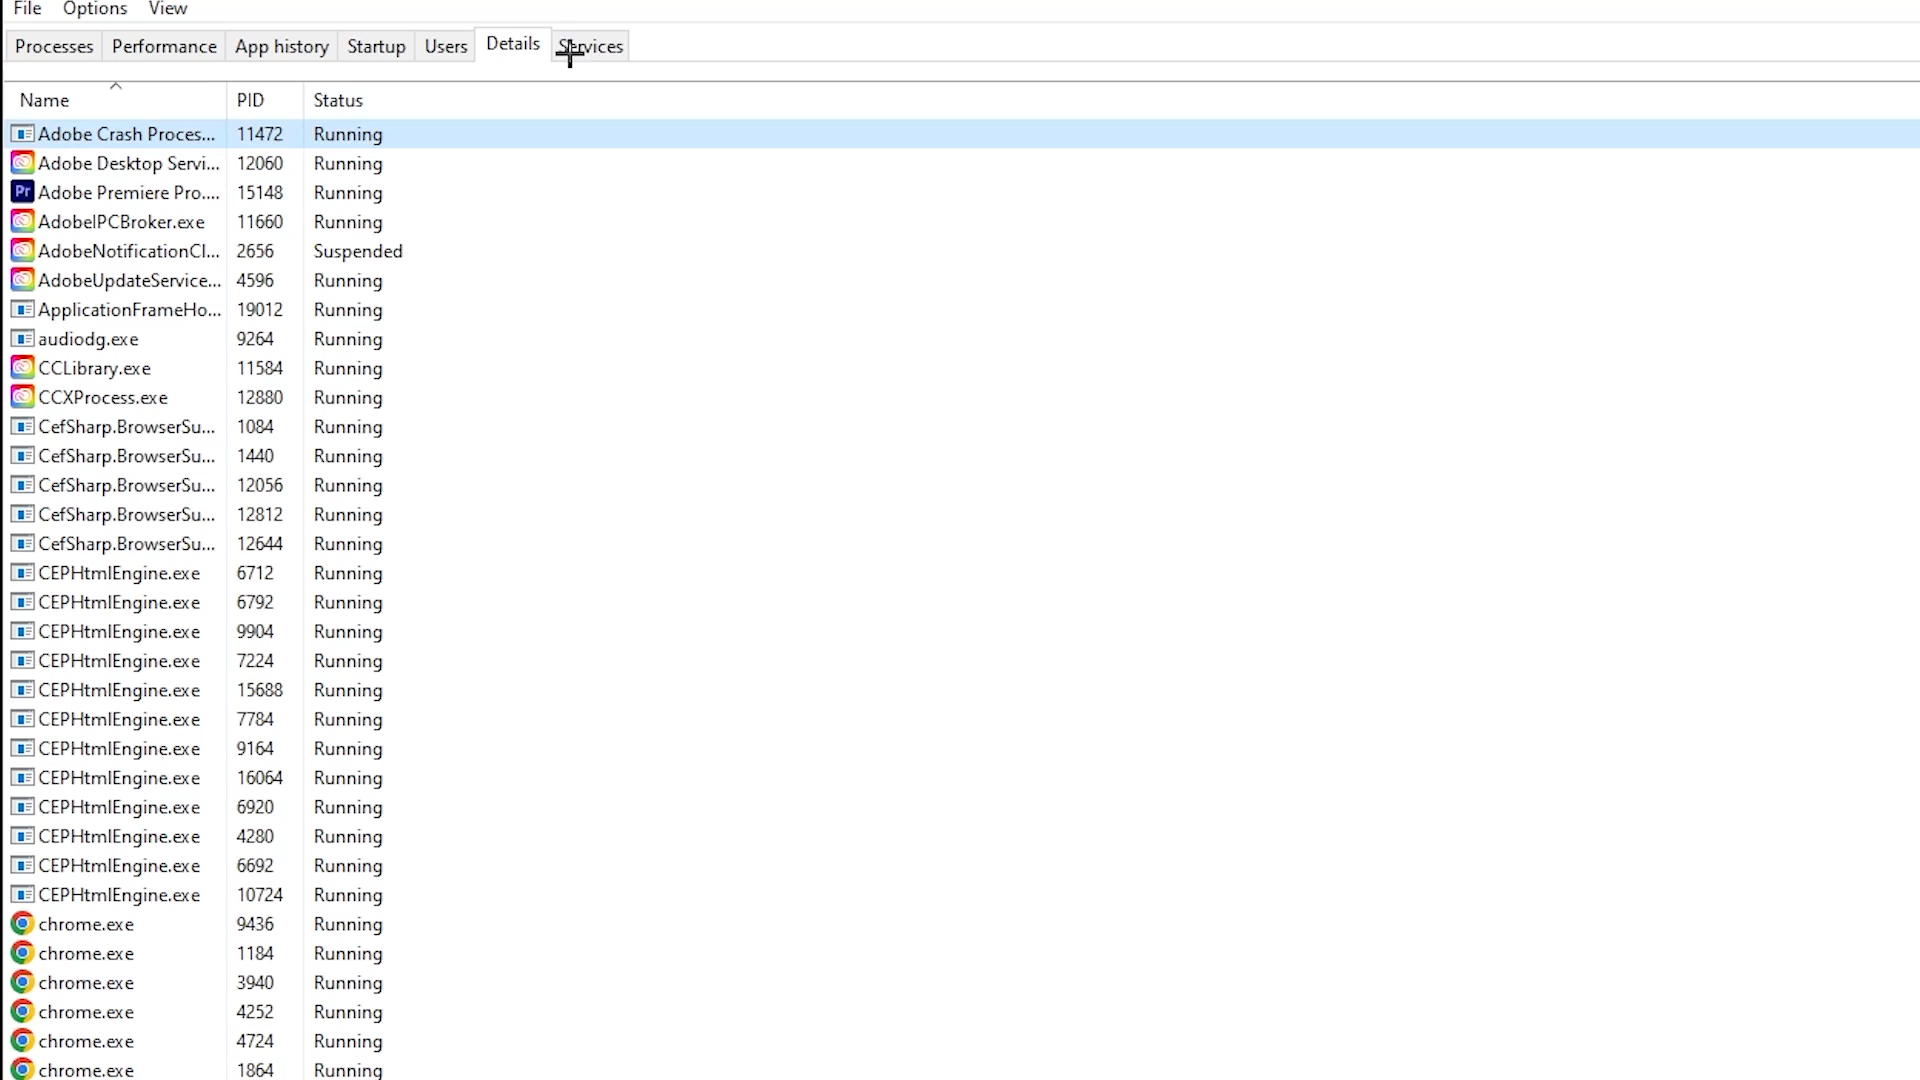 File Options View
Processes Performance App history Startup Users Details Services
Name PID Status
Adobe Crash Proces... 11472 Running
Adobe Desktop Servi... 12060 Running
Pr Adobe Premiere Pro.... 15148 Running
AdobeIPCBroker.exe 11660 Running
AdobeNotificationCl... 2656 Suspended
AdobeUpdateService... 4596 Running
ApplicationFrameHo... 19012 Running
audiodg.exe 9264 Running
CCLibrary.exe 11584 Running
CCXProcess.exe 12880 Running
CefSharp.BrowserSu... 1084 Running
CefSharp.BrowserSu... 1440 Running
CefSharp.BrowserSu... 12056 Running
CefSharp.BrowserSu... 12812 Running
CefSharp.BrowserSu... 12644 Running
CEPHtmlEngine.exe 6712 Running
CEPHtmlEngine.exe 6792 Running
CEPHtmlEngine.exe 9904 Running
CEPHtmlEngine.exe 7224 Running
CEPHtmlEngine.exe 15688 Running
CEPHtmlEngine.exe 7784 Running
CEPHtmlEngine.exe 9164 Running
CEPHtmlEngine.exe 16064 Running
CEPHtmlEngine.exe 6920 Running
CEPHtmlEngine.exe 4280 Running
CEPHtmlEngine.exe 6692 Running
CEPHtmlEngine.exe 10724 Running
chrome.exe 9436 Running
chrome.exe 1184 Running
chrome.exe 3940 Running
chrome.exe 4252 Running
chrome.exe 4724 Running
chrome.exe 1864 Running